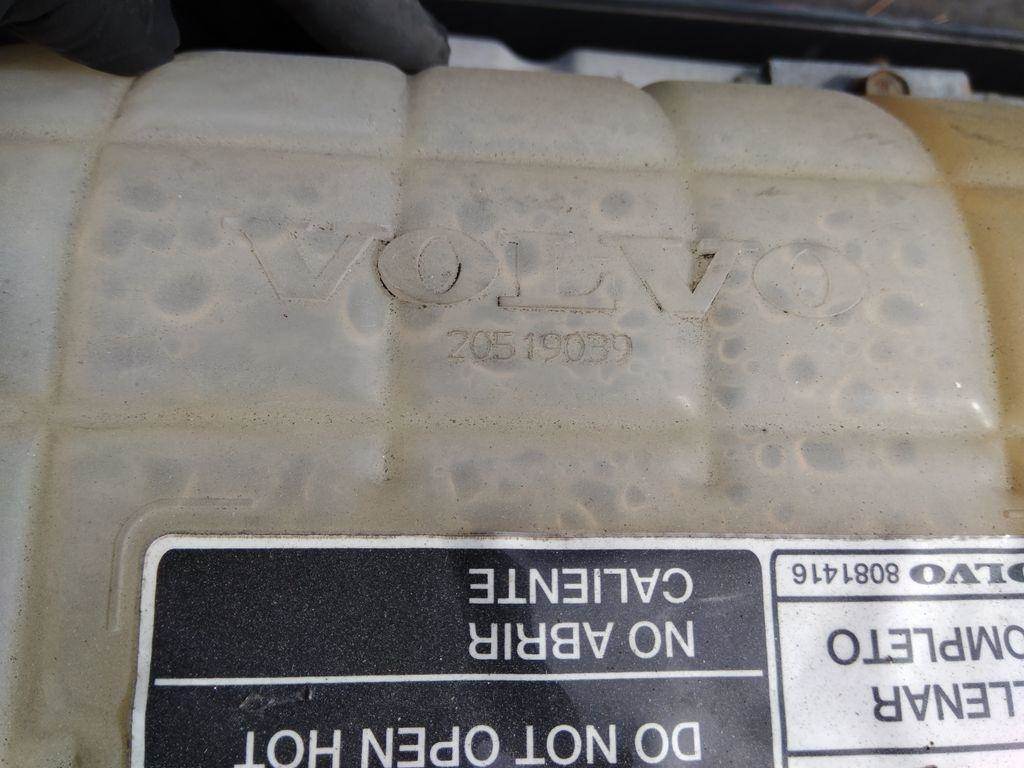 VOLVO
20519039
DO NOT OPEN HOT
NO ABRIR
CALIENTE
LLENAR
COMPLETO
VOLVO 8081416